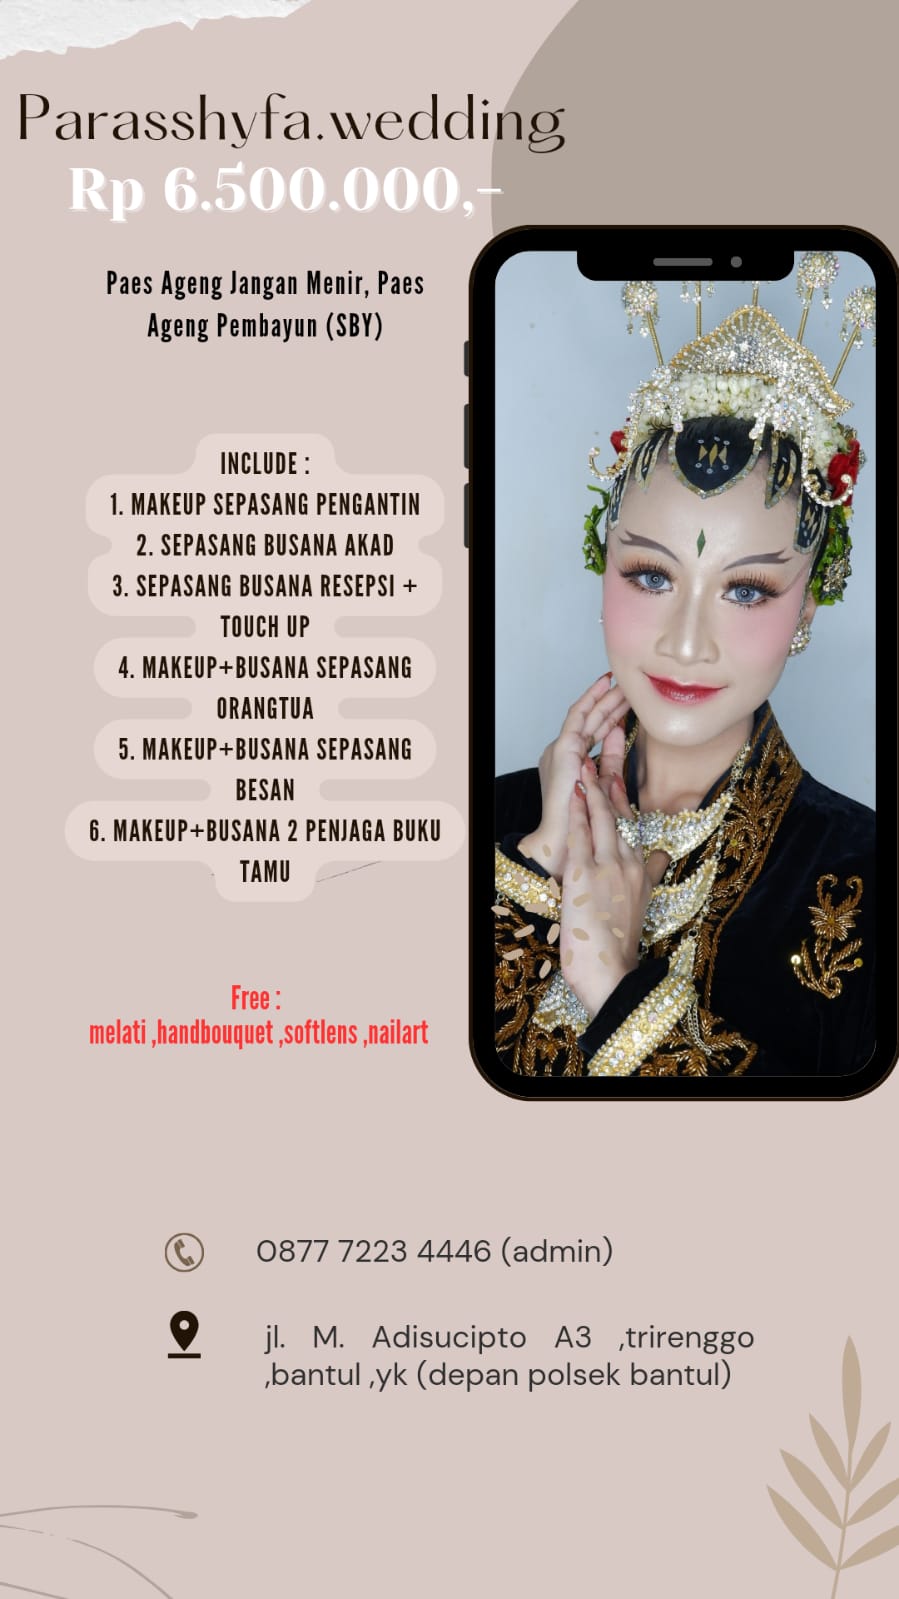 Parasshyfa.wedding
Rp 6.500.000,-
Paes Ageng Jangan Menir, Paes
Ageng Pembayun (SBY)
INCLUDE :
1. MAKEUP SEPASANG PENGANTIN
2. SEPASANG BUSANA AKAD
3. SEPASANG BUSANA RESEPSI +
TOUCH UP
4. MAKEUP+BUSANA SEPASANG
ORANGTUA
5. MAKEUP+BUSANA SEPASANG
BESAN
6. MAKEUP+BUSANA 2 PENJAGA BUKU
TAMU
Free :
melati ,handbouquet ,softlens ,nailart
0877 7223 4446 (admin)
jl. M. Adisucipto A3 ,trirenggo
,bantul ,yk (depan polsek bantul)